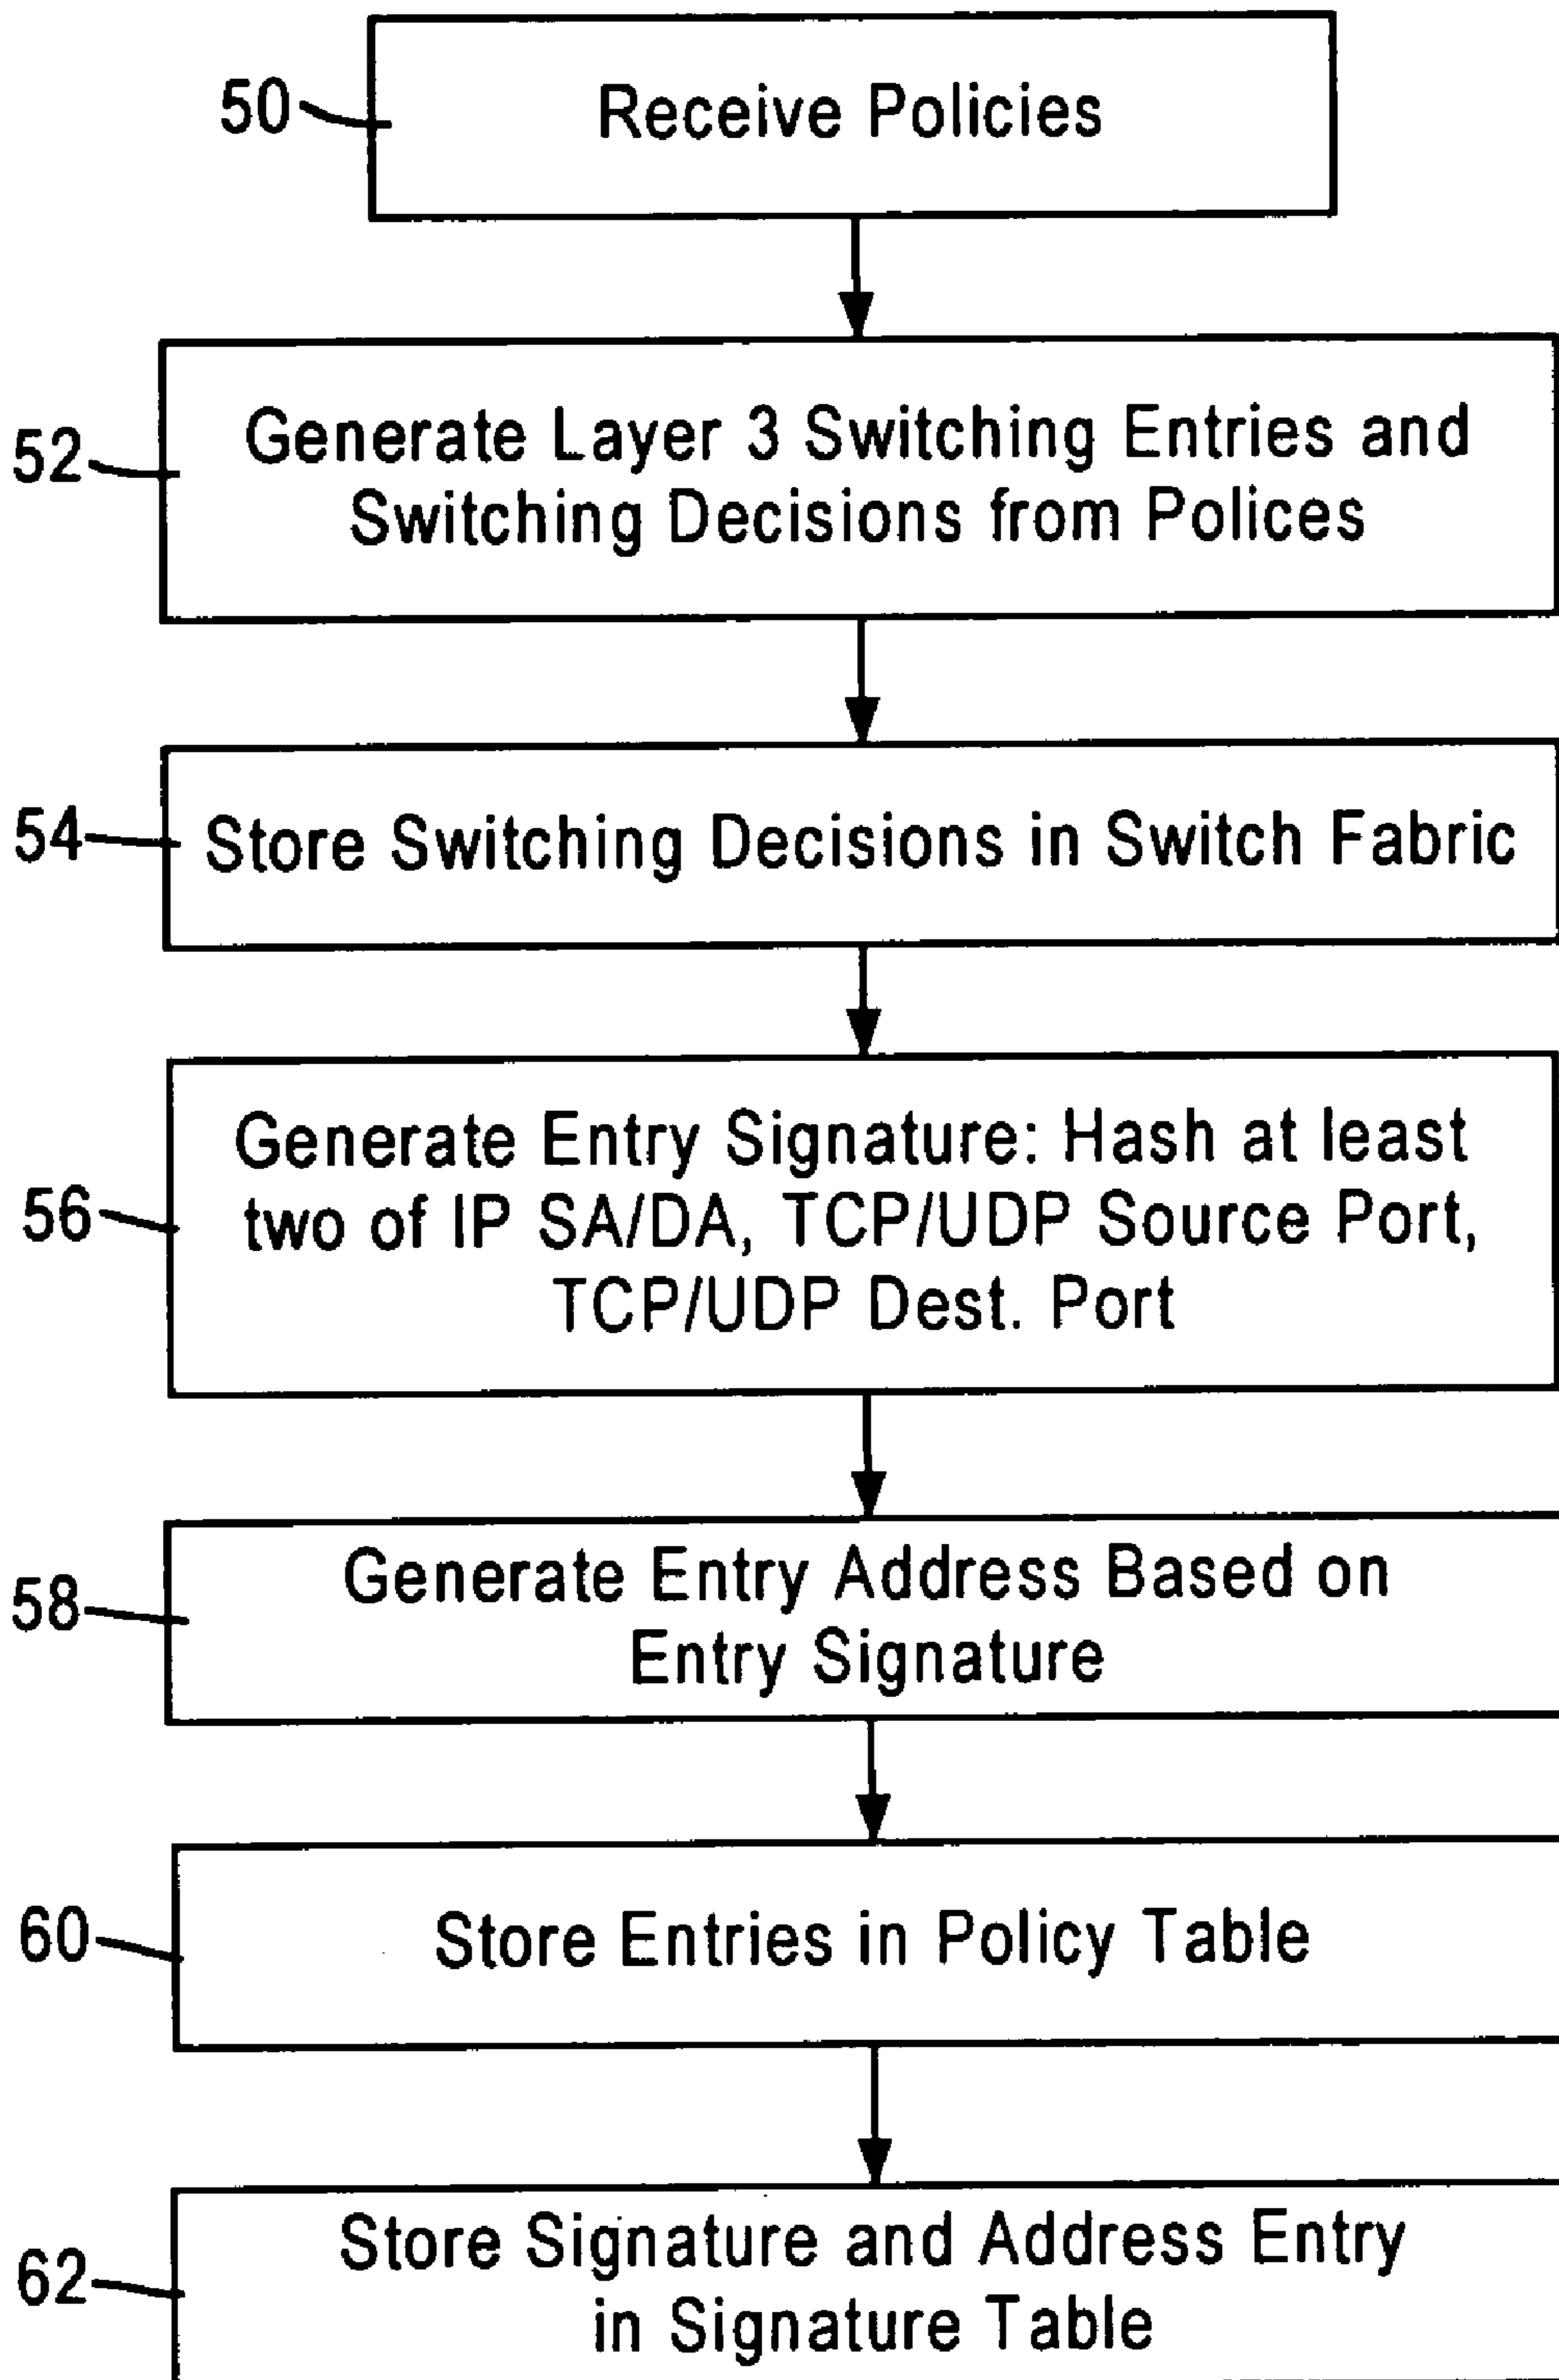 50
Receive Policies
52
Generate Layer 3 Switching Entries and
Switching Decisions from Polices
54
Store Switching Decisions in Switch Fabric
56
Generate Entry Signature: Hash at least
two of IP SA/DA, TCP/UDP Source Port,
TCP/UDP Dest. Port
58
Generate Entry Address Based on
Entry Signature
60
Store Entries in Policy Table
62
Store Signature and Address Entry
in Signature Table